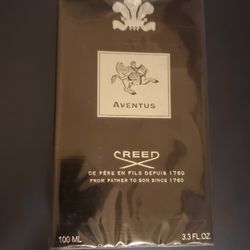 AVENTUS
CREED
DE PÈRE EN FILS DEPUIS 1760
FROM FATHER TO SON SINCE 1760
100 ML 3.3 FL.OZ.